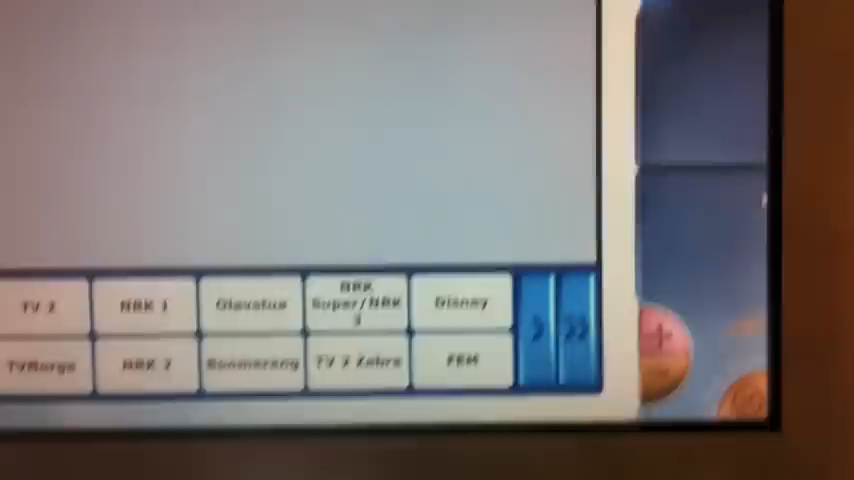 TV 2
NRK 1
Disney
NRK
Super/NRK
3
TVNorge
NRK 2
Boomerang
TV 2 Zebra
FEM